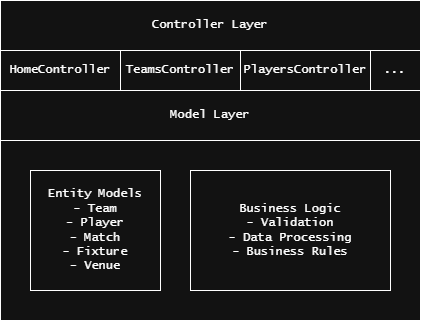 Controller Layer
HomeController
TeamsController
PlayersController
...
Model Layer
Entity Models
- Team
- Player
- Match
- Fixture
- Venue
Business Logic
- Validation
- Data Processing
- Business Rules